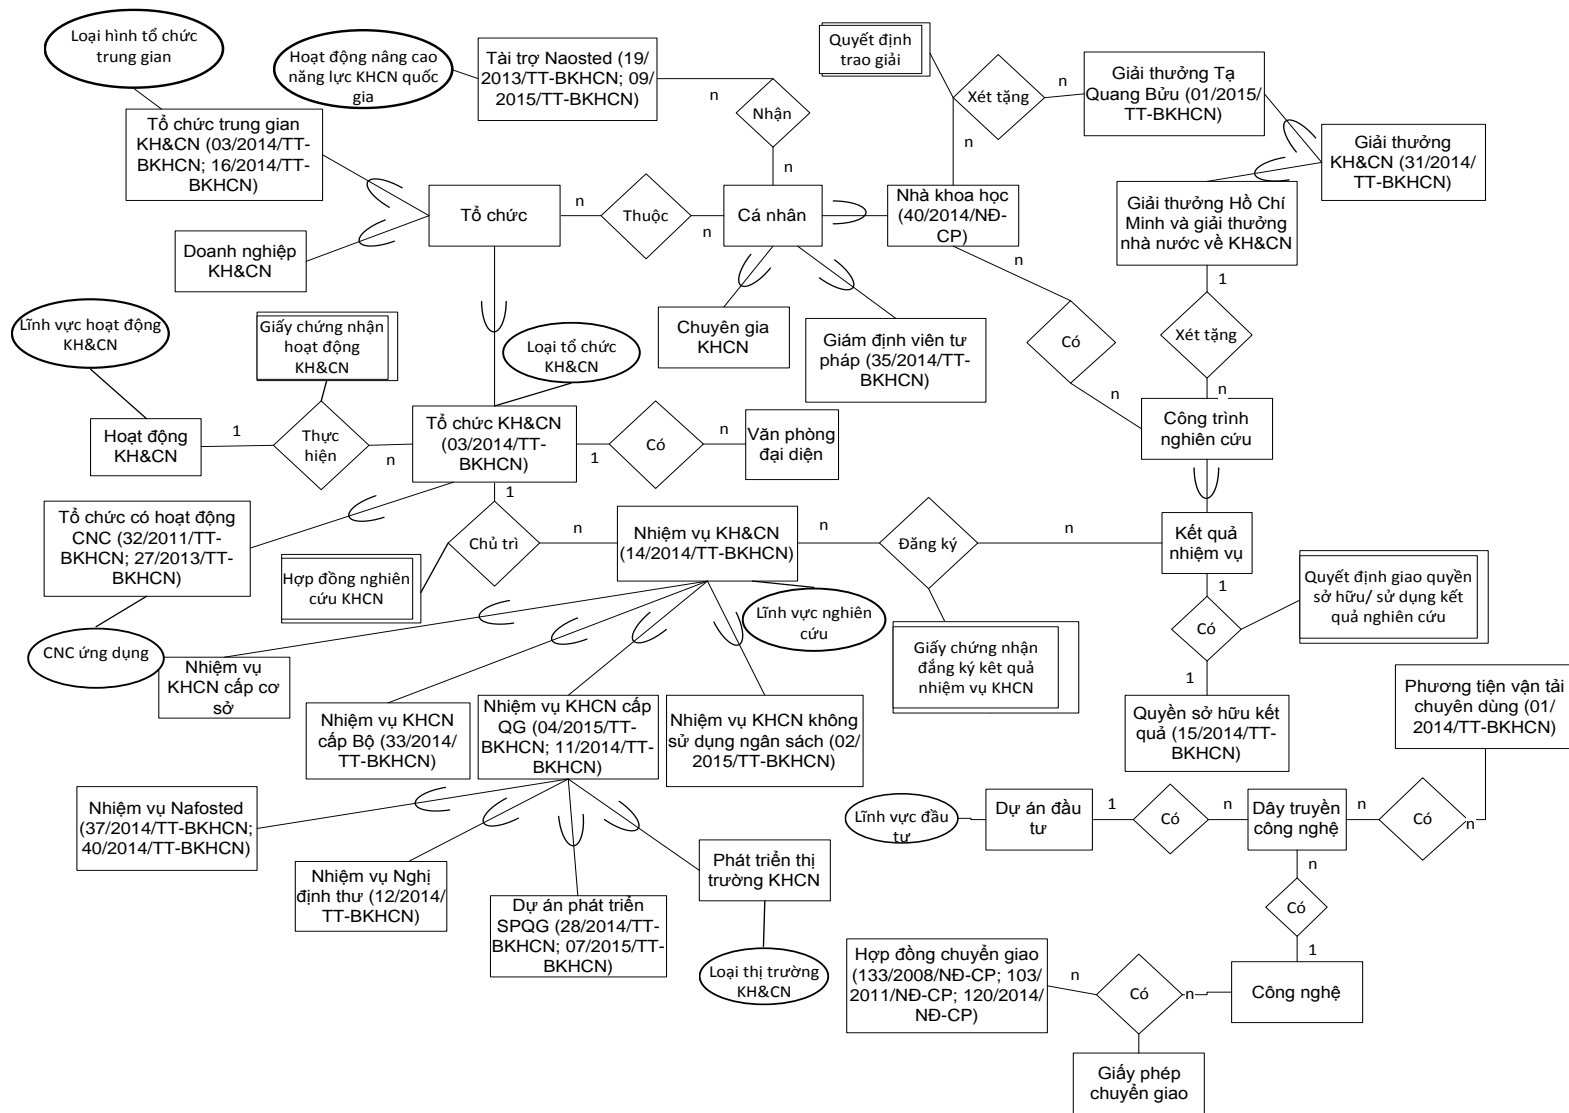 Loại hình tổ chức
trung gian
Hoạt động nâng cao
năng lực KHCN quốc
gia
Tài trợ Naosted (19/
2013/TT-BKHCN; 09/
2015/TT-BKHCN)
n
Nhận
n
Quyết định
trao giải
Xét tặng
n
n
Giải thưởng Tạ
Quang Bửu (01/2015/
TT-BKHCN)
Giải thưởng
KH&CN (31/2014/
TT-BKHCN)
Tổ chức trung gian
KH&CN (03/2014/TT-
BKHCN; 16/2014/TT-
BKHCN)
Tổ chức
n
Thuộc
n
Cá nhân
Nhà khoa học
(40/2014/NĐ-
CP)
Giải thưởng Hồ Chí
Minh và giải thưởng
nhà nước về KH&CN
Doanh nghiệp
KH&CN
n
1
Lĩnh vực hoạt động
KH&CN
Giấy chứng nhận
hoạt động
KH&CN
Loại tổ chức
KH&CN
Chuyên gia
KHCN
Giám định viên tư
pháp (35/2014/TT-
BKHCN)
Có
Xét tặng
n
n
Hoạt động
KH&CN
1
Thực
hiện
n
Tổ chức KH&CN
(03/2014/TT-
BKHCN)
1
Có
n
Văn phòng
đại diện
Công trình
nghiên cứu
1
Tổ chức có hoạt động
CNC (32/2011/TT-
BKHCN; 27/2013/TT-
BKHCN)
Chủ trì
n
Nhiệm vụ KH&CN
(14/2014/TT-BKHCN)
n
Đăng ký
n
Kết quả
nhiệm vụ
Hợp đồng nghiên
cứu KHCN
1
Quyết định giao quyền
sở hữu/ sử dụng kết
quả nghiên cứu
Lĩnh vực nghiên
cứu
Có
CNC ứng dụng
Nhiệm vụ
KHCN cấp cơ
sở
Giấy chứng nhận
đắng ký kêt quả
nhiệm vụ KHCN
1
Nhiệm vụ KHCN
cấp Bộ (33/2014/
TT-BKHCN)
Nhiệm vụ KHCN cấp
QG (04/2015/TT-
BKHCN; 11/2014/TT-
BKHCN)
Nhiệm vụ KHCN không
sử dụng ngân sách (02/
2015/TT-BKHCN)
Quyền sở hữu kết
quả (15/2014/TT-
BKHCN)
Phương tiện vận tải
chuyên dùng (01/
2014/TT-BKHCN)
Nhiệm vụ Nafosted
(37/2014/TT-BKHCN;
40/2014/TT-BKHCN)
Lĩnh vực đầu
tư
Dự án đầu
tư
1
Có
n
Dây truyền
công nghệ
n
Có
n
Nhiệm vụ Nghị
định thư (12/2014/
TT-BKHCN)
Dự án phát triển
SPQG (28/2014/TT-
BKHCN; 07/2015/TT-
BKHCN)
Phát triển thị
trường KHCN
n
Có
1
Loại thị trường
KH&CN
Hợp đồng chuyển giao
(133/2008/NĐ-CP; 103/
2011/NĐ-CP; 120/2014/
NĐ-CP)
n
Có
n
Công nghệ
Giấy phép
chuyển giao